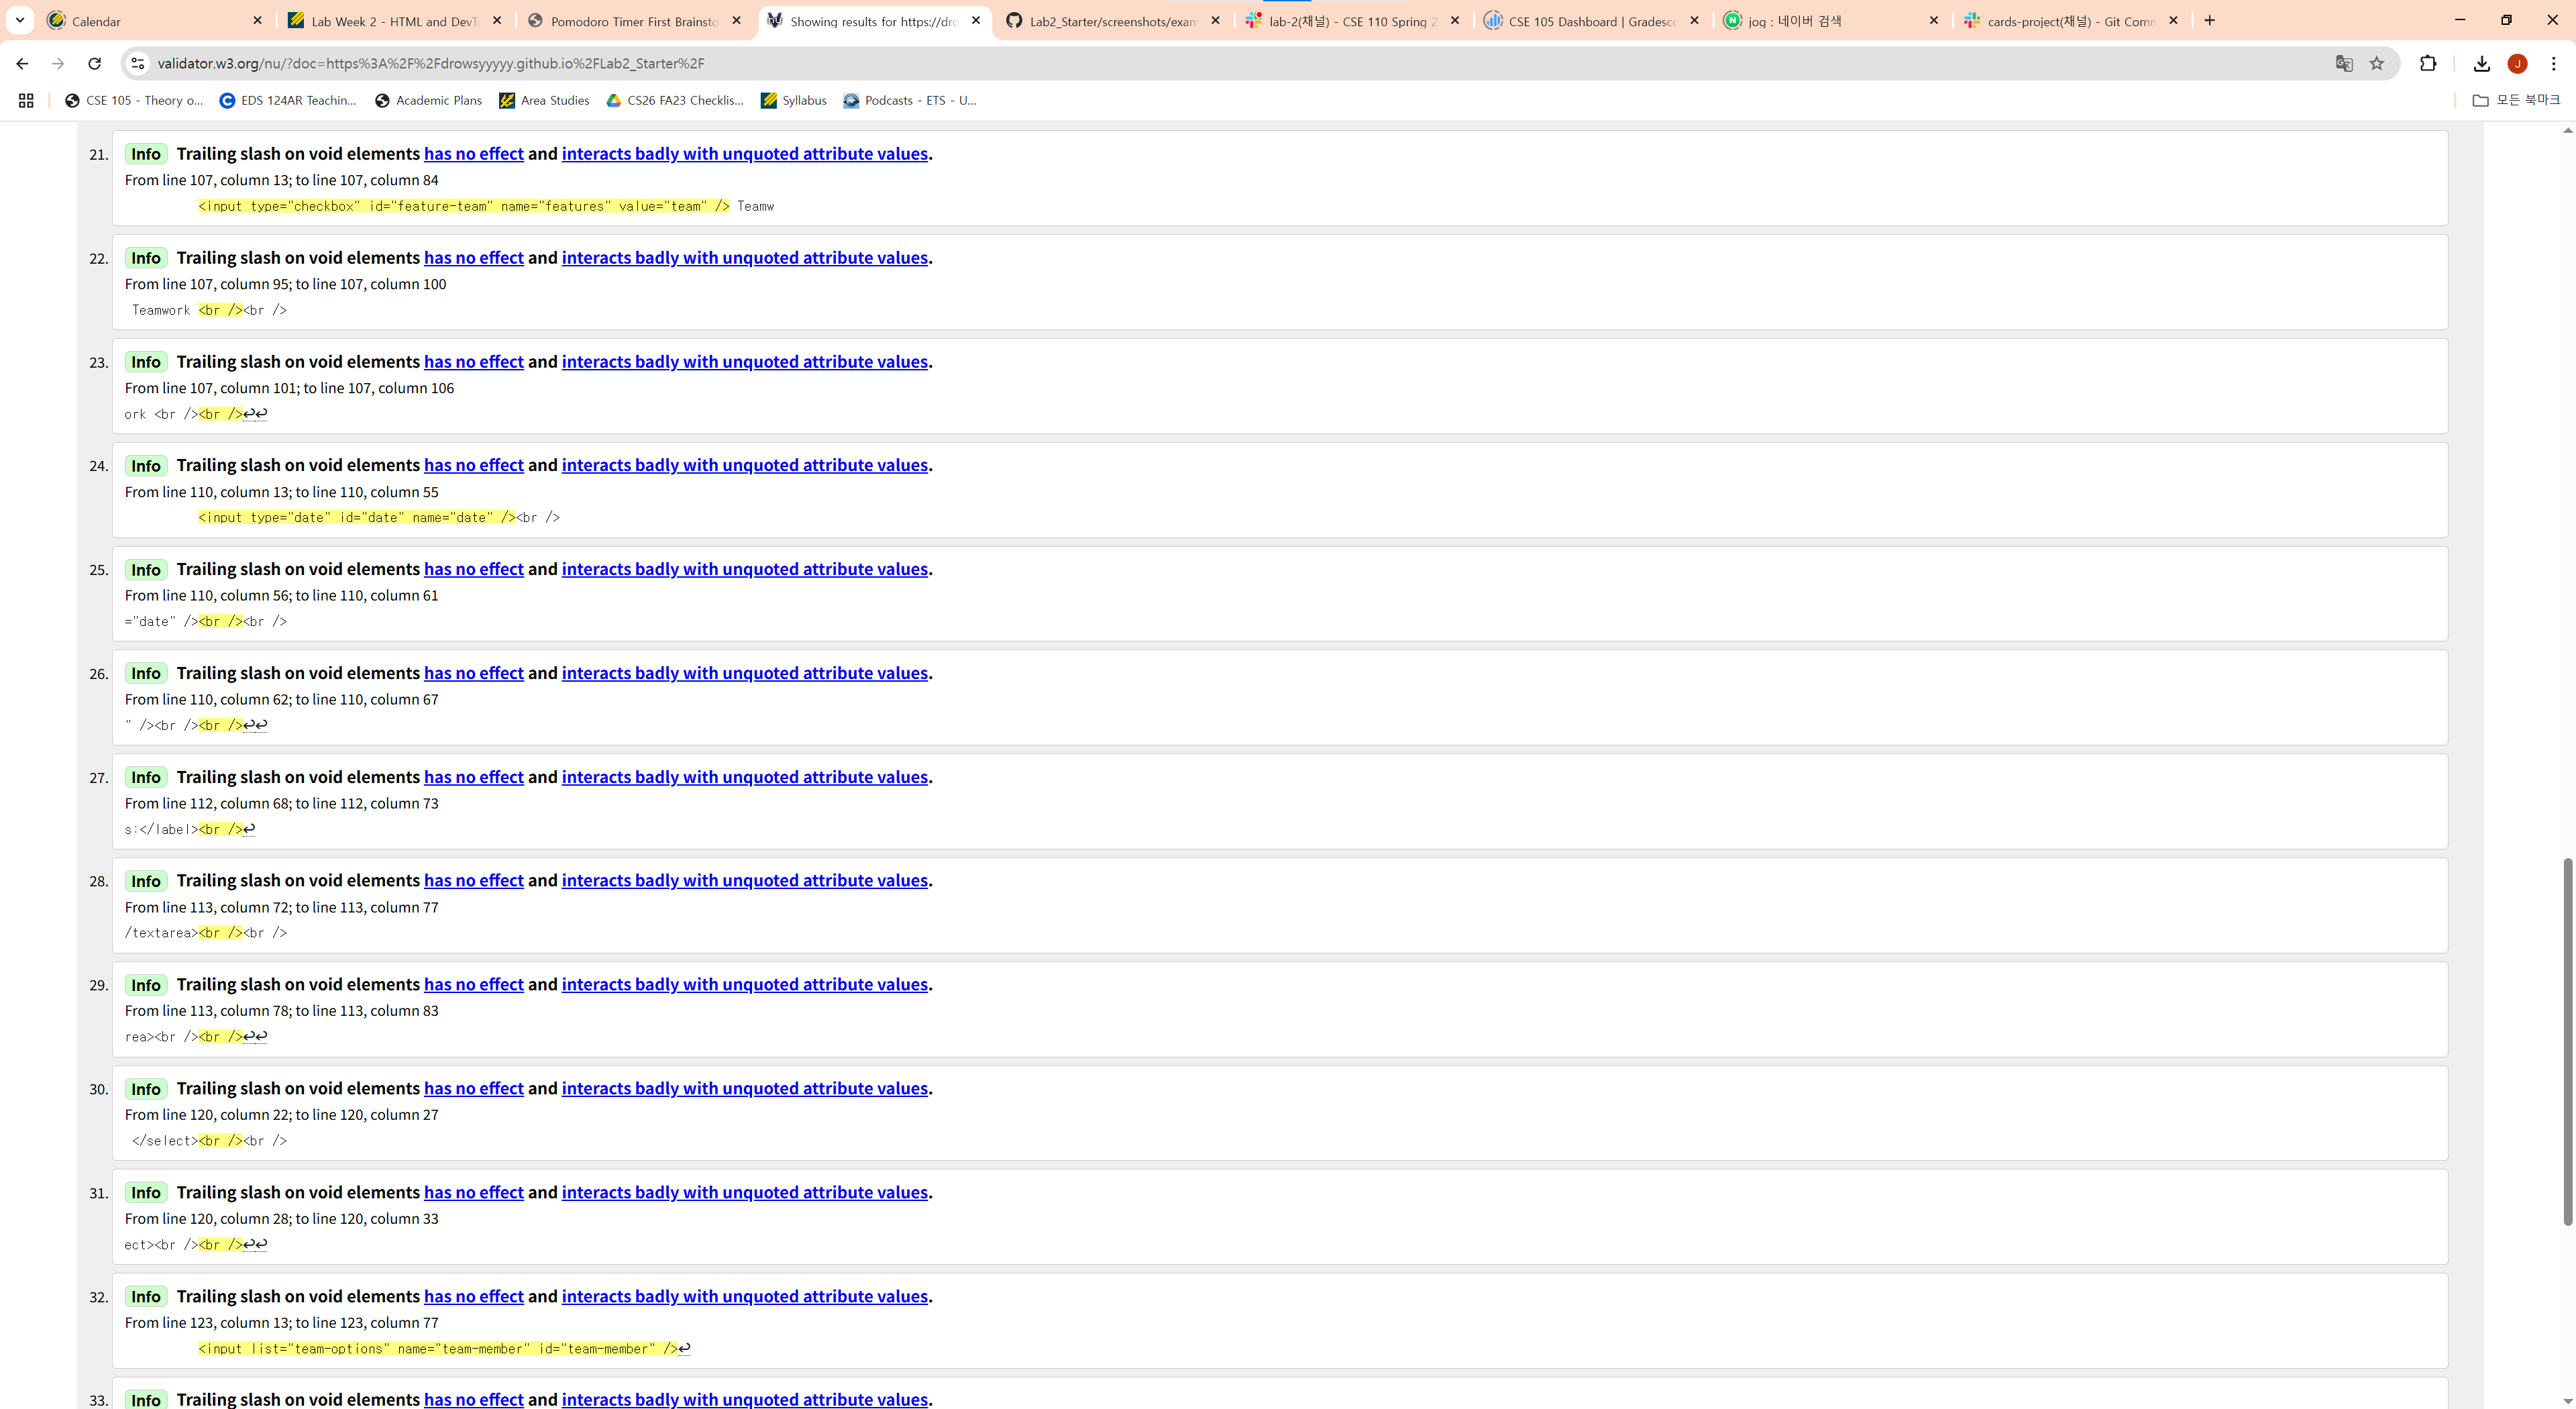 Calendar
Lab Week 2 - HTML and DevT
Pomodoro Timer First Brainsto
Showing results for https://dro
Lab2_Starter/screenshots/exam
lab-2(채널) - CSE 110 Spring 2
CSE 105 Dashboard | Gradesco
jog : 네이버 검색
cards-project(채널) - Git Comm
validator.w3.org/nu/?doc=https%3A%2F%2Fdrowsyyyyy.github.io%2FLab2_Starter%2F
J
CSE 105 - Theory o...
EDS 124AR Teachin...
Academic Plans
Area Studies
CS26 FA23 Checklis...
Syllabus
Podcasts - ETS - U...
모든 북마크
21. Info Trailing slash on void elements has no effect and interacts badly with unquoted attribute values.
From line 107, column 13; to line 107, column 84
<input type="checkbox" id="feature-team" name="features" value="team" /> Teamw
22. Info Trailing slash on void elements has no effect and interacts badly with unquoted attribute values.
From line 107, column 95; to line 107, column 100
Teamwork <br /><br />
23. Info Trailing slash on void elements has no effect and interacts badly with unquoted attribute values.
From line 107, column 101; to line 107, column 106
ork <br /><br />↩↩
24. Info Trailing slash on void elements has no effect and interacts badly with unquoted attribute values.
From line 110, column 13; to line 110, column 55
<input type="date" id="date" name="date" /><br />
25. Info Trailing slash on void elements has no effect and interacts badly with unquoted attribute values.
From line 110, column 56; to line 110, column 61
="date" /><br /><br />
26. Info Trailing slash on void elements has no effect and interacts badly with unquoted attribute values.
From line 110, column 62; to line 110, column 67
" /><br /><br />↩↩
27. Info Trailing slash on void elements has no effect and interacts badly with unquoted attribute values.
From line 112, column 68; to line 112, column 73
s:</label><br />↩
28. Info Trailing slash on void elements has no effect and interacts badly with unquoted attribute values.
From line 113, column 72; to line 113, column 77
/textarea><br /><br />
29. Info Trailing slash on void elements has no effect and interacts badly with unquoted attribute values.
From line 113, column 78; to line 113, column 83
rea><br /><br />↩↩
30. Info Trailing slash on void elements has no effect and interacts badly with unquoted attribute values.
From line 120, column 22; to line 120, column 27
</select><br /><br />
31. Info Trailing slash on void elements has no effect and interacts badly with unquoted attribute values.
From line 120, column 28; to line 120, column 33
ect><br /><br />↩↩
32. Info Trailing slash on void elements has no effect and interacts badly with unquoted attribute values.
From line 123, column 13; to line 123, column 77
<input list="team-options" name="team-member" id="team-member" />↩
33. Info Trailing slash on void elements has no effect and interacts badly with unquoted attribute values.